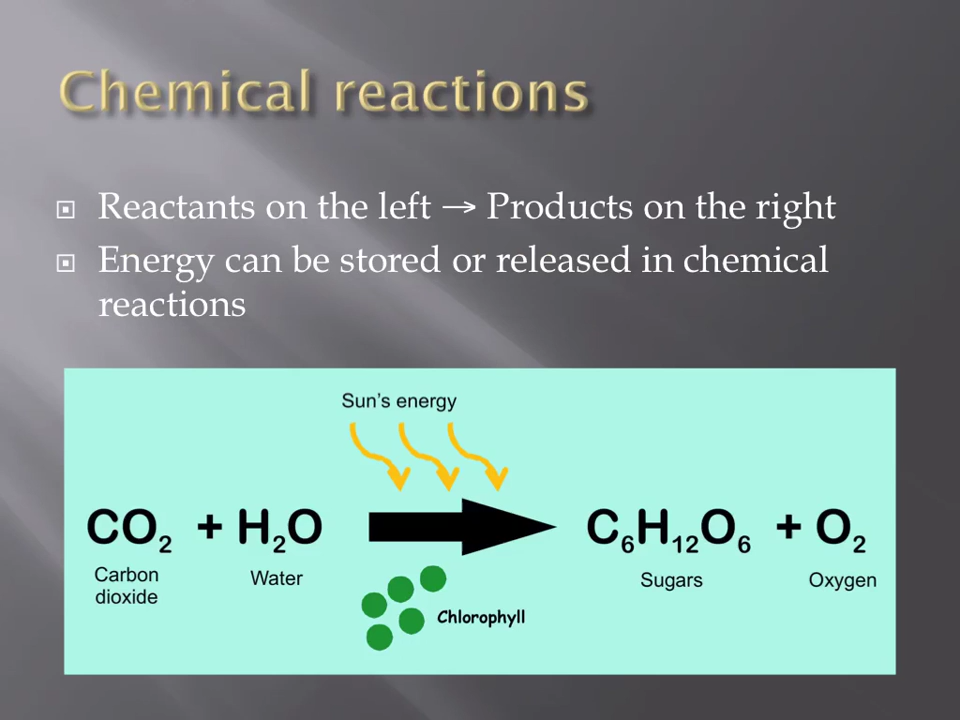 Chemical reactions
Reactants on the left → Products on the right
Energy can be stored or released in chemical
reactions
Sun's energy
CO₂ + H₂O C₆H₁₂O₆ + O₂
Carbon
dioxide
Water
Sugars
Oxygen
Chlorophyll